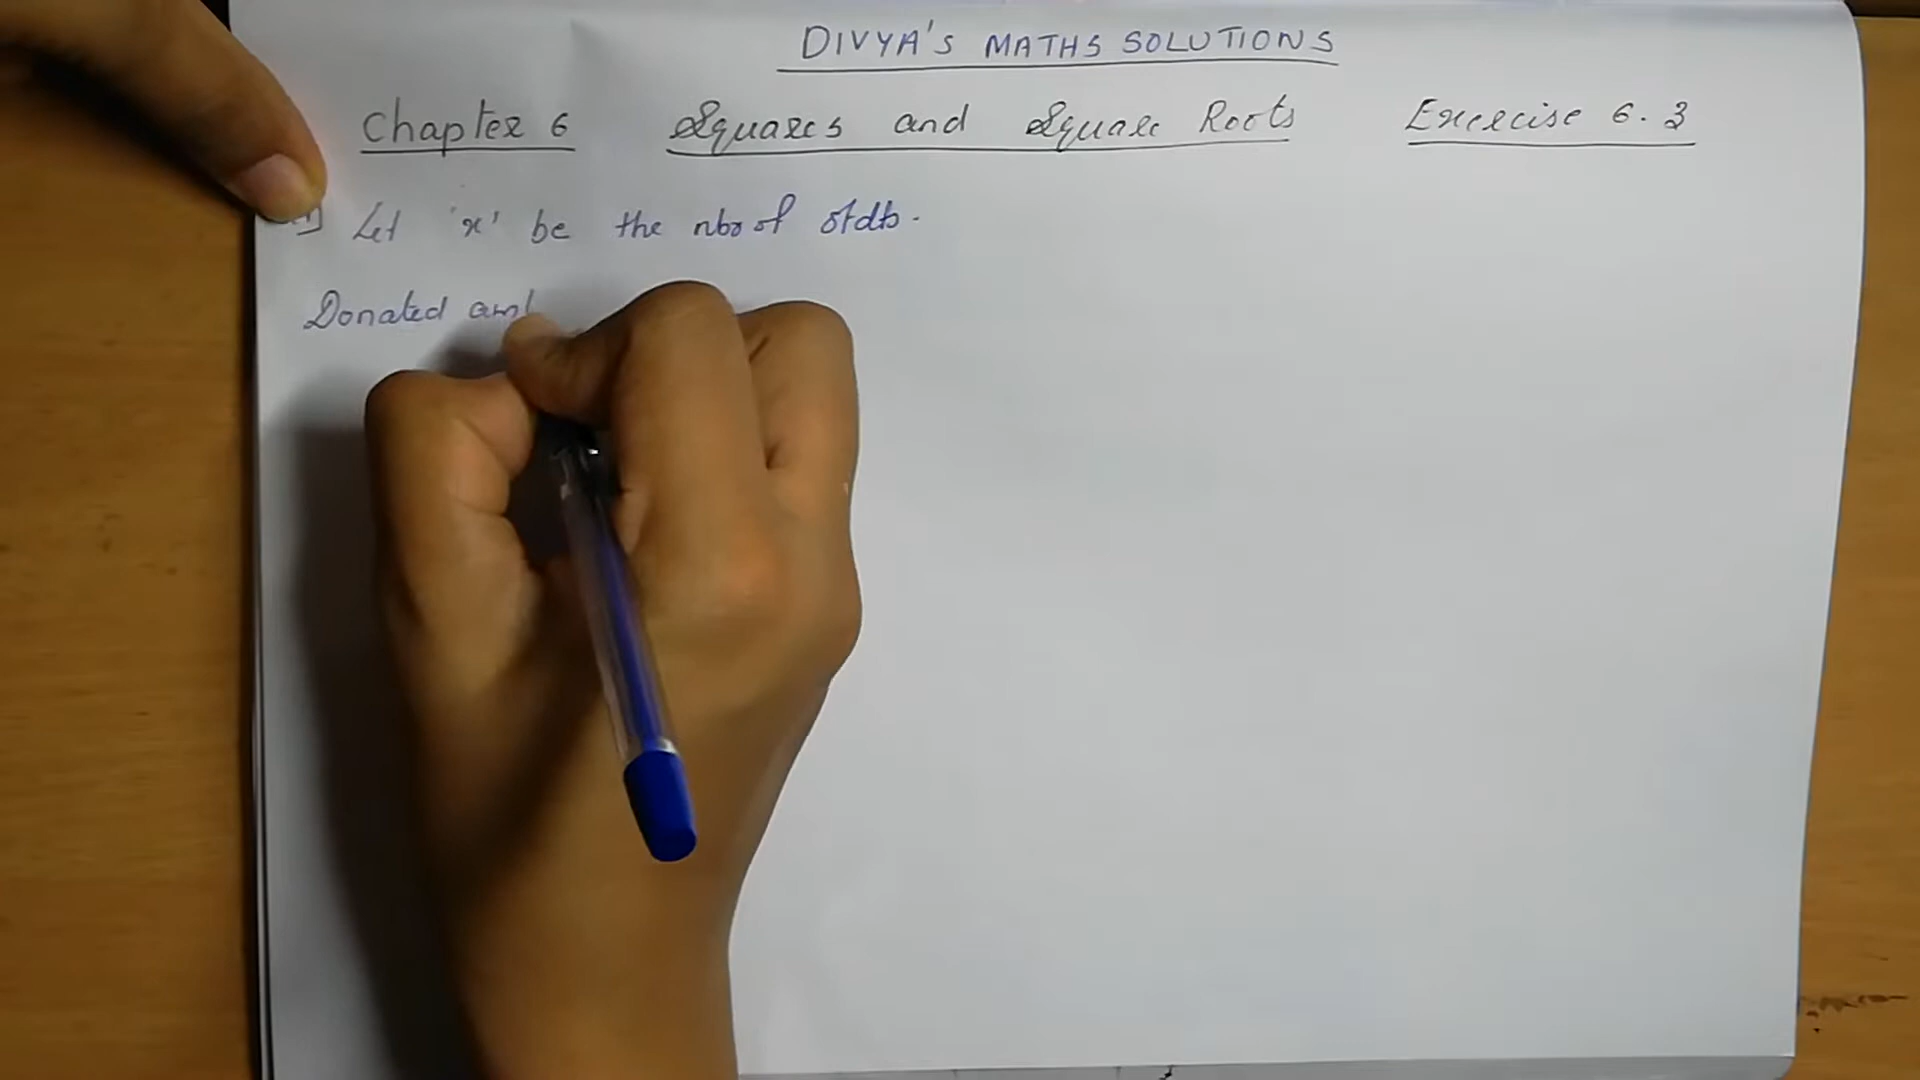 DIVYA'S MATHS SOLUTIONS
Chapter 6 Squares and Square Roots Exercise 6.3
Let 'x' be the nbr of stdts.
Donated amt